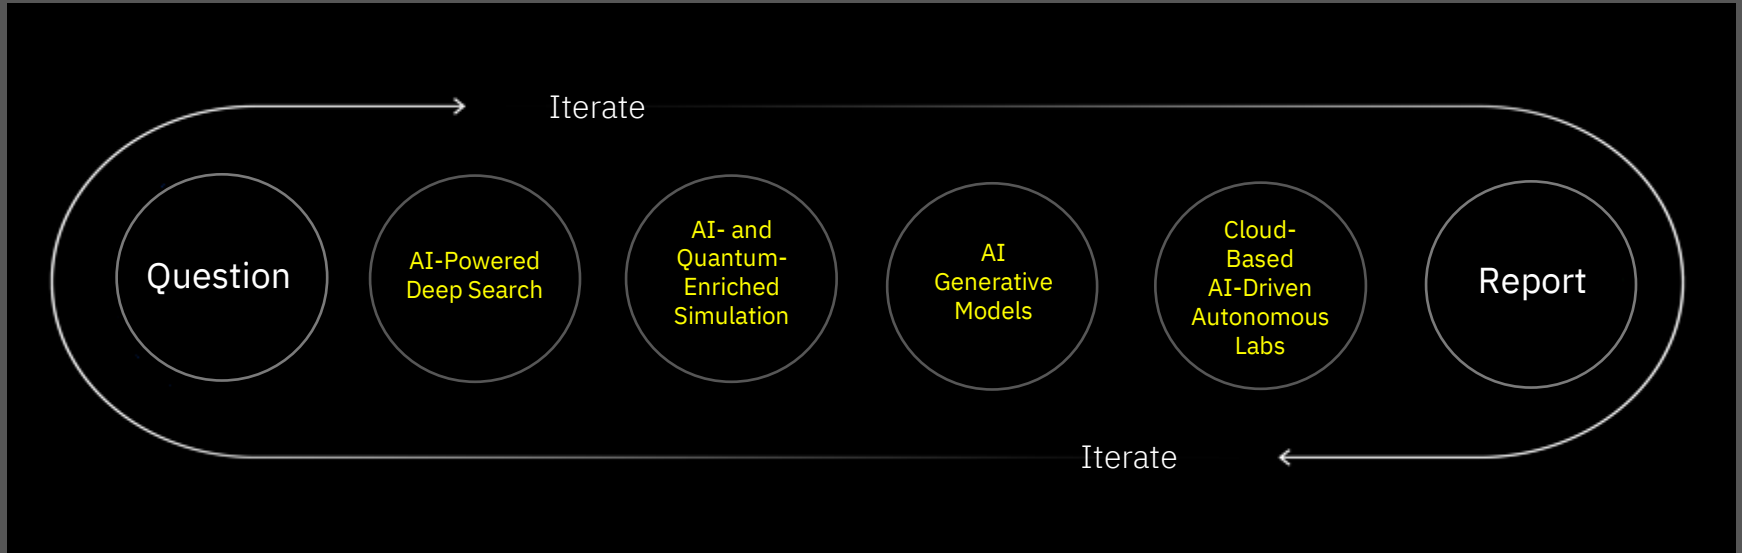 Iterate
Question
AI-Powered
Deep Search
AI- and
Quantum-
Enriched
Simulation
AI
Generative
Models
Cloud-
Based
AI-Driven
Autonomous
Labs
Report
Iterate